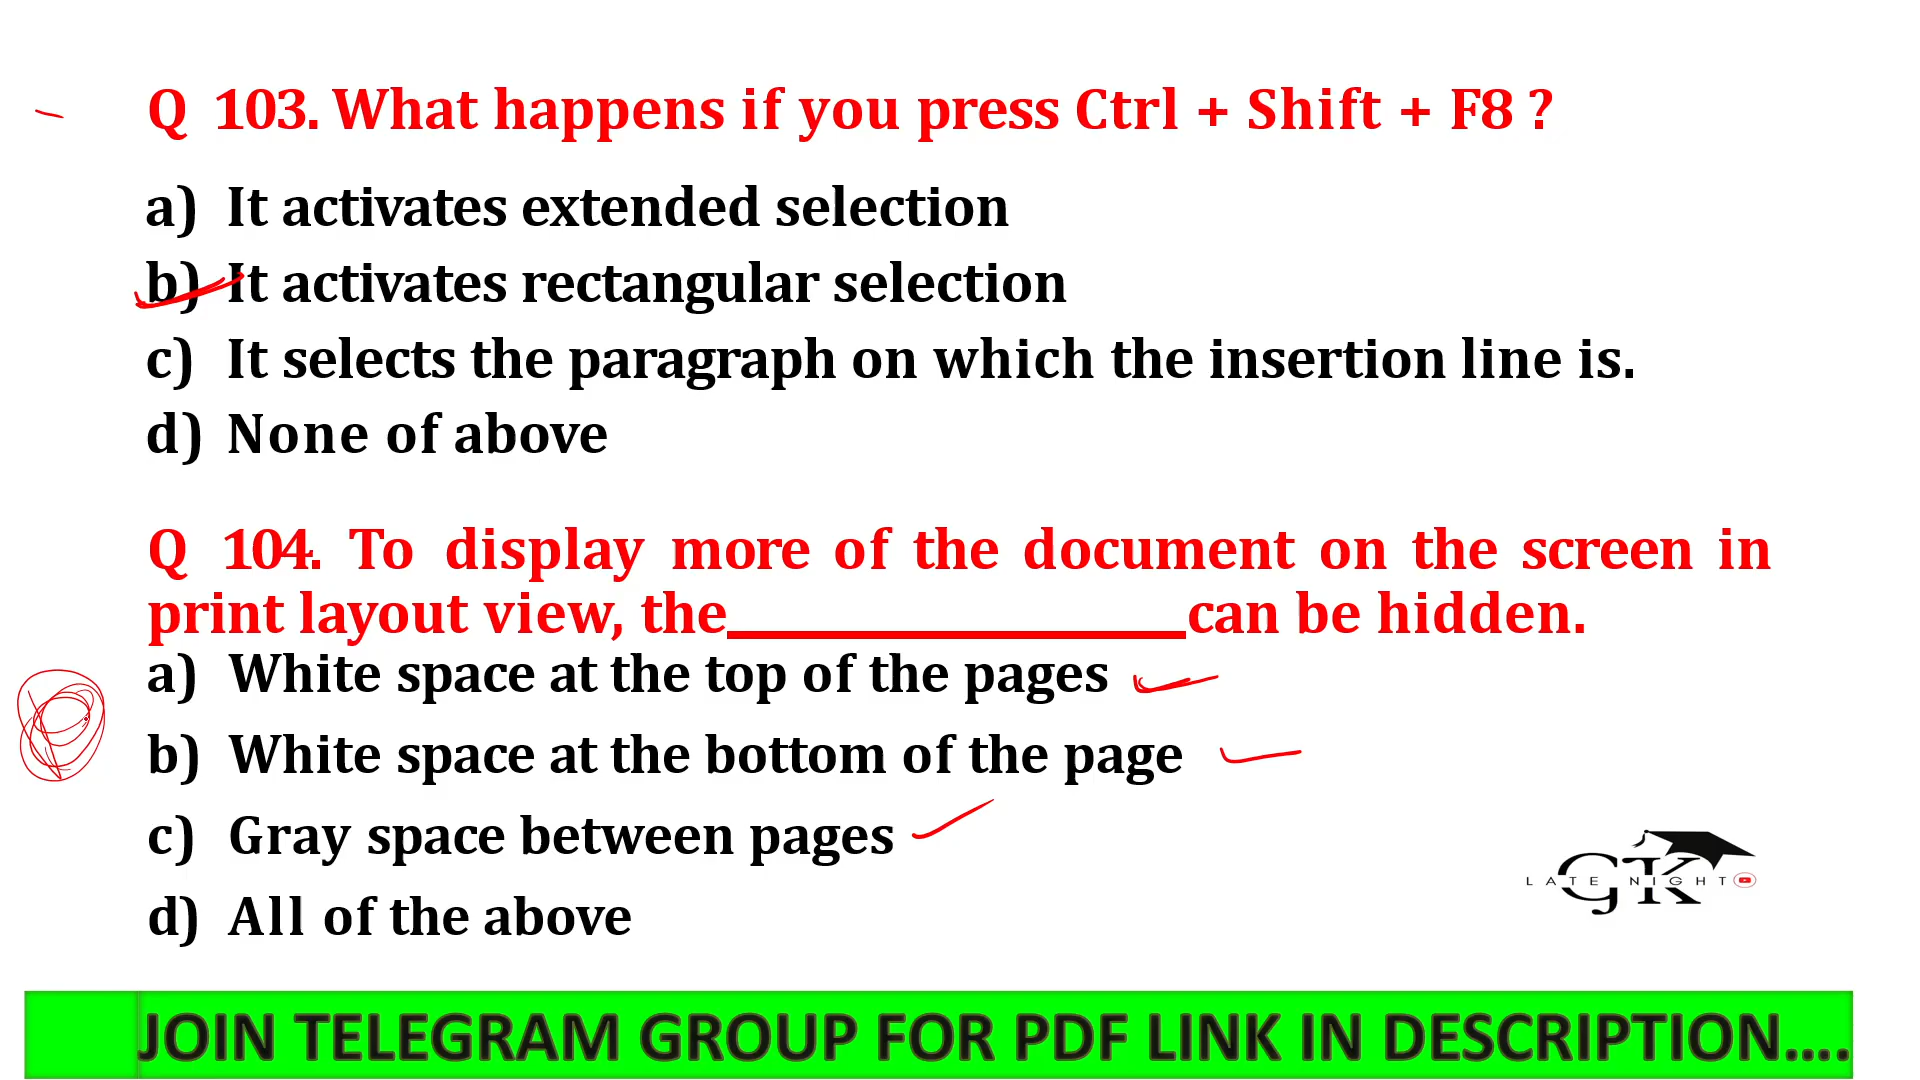 Q 103. What happens if you press Ctrl + Shift + F8 ?
a) It activates extended selection
b) It activates rectangular selection
c) It selects the paragraph on which the insertion line is.
d) None of above
Q 104. To display more of the document on the screen in
print layout view, the______________can be hidden.
a) White space at the top of the pages
b) White space at the bottom of the page
c) Gray space between pages
d) All of the above
GK
LATE NIGHT
JOIN TELEGRAM GROUP FOR PDF LINK IN DESCRIPTION....